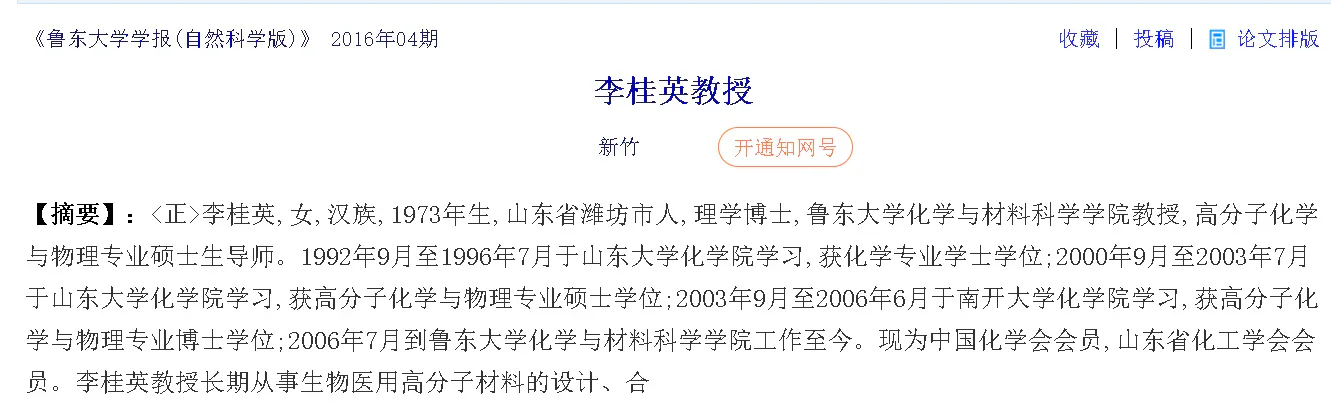 《鲁东大学学报(自然科学版)》 2016年04期 收藏 | 投稿 | 论文排版
李桂英教授
新竹 开通知网号
【摘要】:<正>李桂英,女,汉族,1973年生,山东省潍坊市人,理学博士,鲁东大学化学与材料科学学院教授,高分子化学
与物理专业硕士生导师。1992年9月至1996年7月于山东大学化学院学习,获化学专业学士学位;2000年9月至2003年7月
于山东大学化学院学习,获高分子化学与物理专业硕士学位;2003年9月至2006年6月于南开大学化学院学习,获高分子化
学与物理专业博士学位;2006年7月到鲁东大学化学与材料科学学院工作至今。现为中国化学会会员,山东省化工学会会
员。李桂英教授长期从事生物医用高分子材料的设计、合